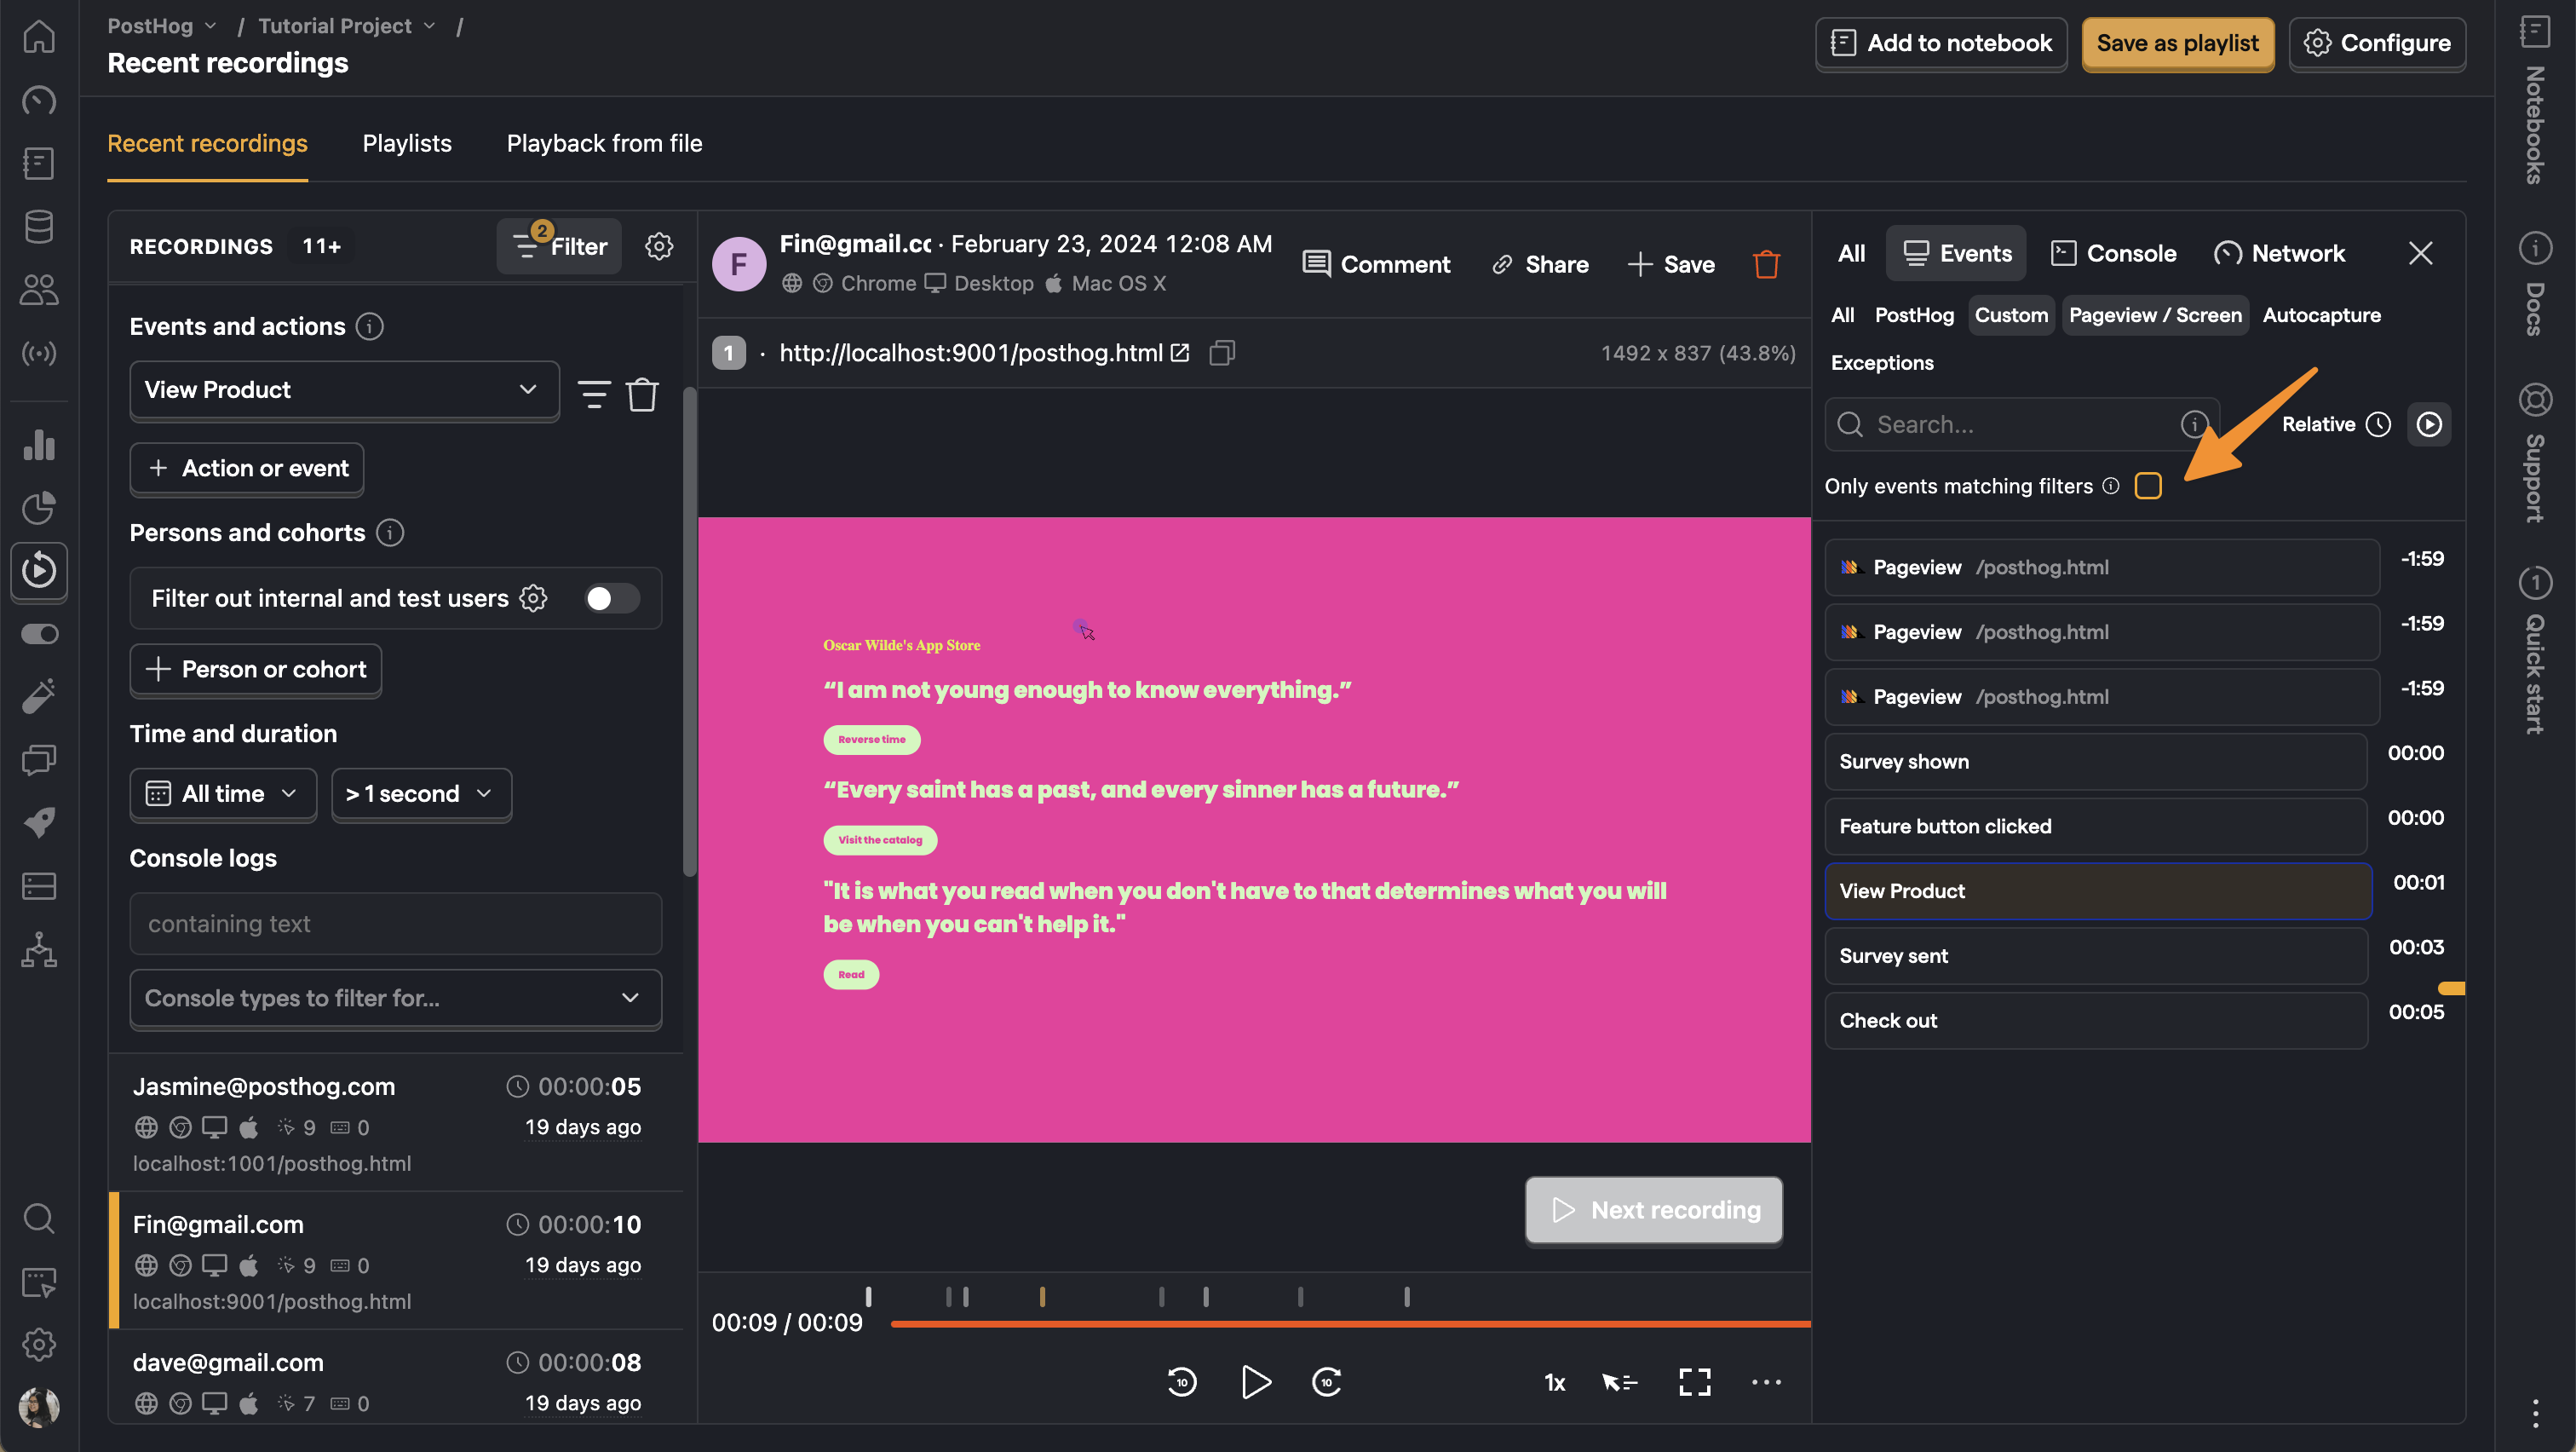 PostHog / Tutorial Project /
Recent recordings
Add to notebook
Save as playlist
Configure
Recent recordings
Playlists
Playback from file
RECORDINGS 11+
2
Filter
Events and actions
View Product
+ Action or event
Persons and cohorts
Filter out internal and test users
+ Person or cohort
Time and duration
All time
> 1 second
Console logs
containing text
Console types to filter for...
Jasmine@posthog.com 00:00:05
9 0 19 days ago
localhost:1001/posthog.html
Fin@gmail.com 00:00:10
9 0 19 days ago
localhost:9001/posthog.html
dave@gmail.com 00:00:08
7 0 19 days ago
F
Fin@gmail.cc · February 23, 2024 12:08 AM
Chrome Desktop Mac OS X
Comment
Share
+ Save
1 · http://localhost:9001/posthog.html
1492 x 837 (43.8%)
Oscar Wilde's App Store
“I am not young enough to know everything.”
Reverse time
“Every saint has a past, and every sinner has a future.”
Visit the catalog
"It is what you read when you don't have to that determines what you will
be when you can't help it."
Read
Next recording
00:09 / 00:09
10
10
1x
All
Events
Console
Network
All PostHog Custom Pageview / Screen Autocapture
Exceptions
Search...
Relative
Only events matching filters
Pageview /posthog.html -1:59
Pageview /posthog.html -1:59
Pageview /posthog.html -1:59
Survey shown 00:00
Feature button clicked 00:00
View Product 00:01
Survey sent 00:03
Check out 00:05
Notebooks
Docs
Support
1
Quick start